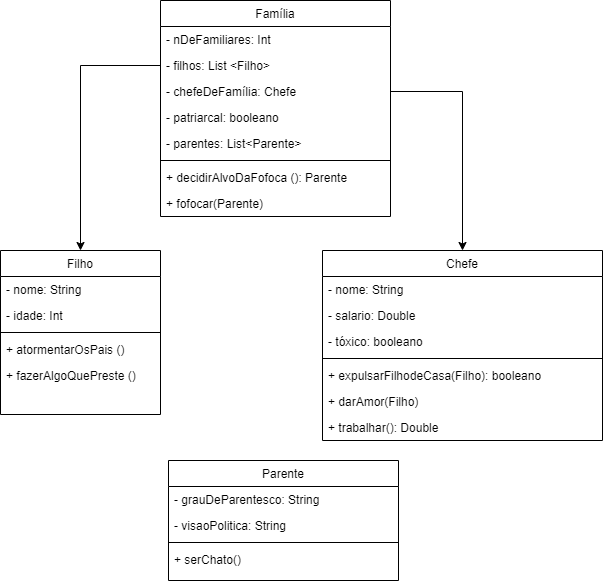 Família
- nDeFamiliares: Int
- filhos: List <Filho>
- chefeDeFamília: Chefe
- patriarcal: booleano
- parentes: List<Parente>
+ decidirAlvoDaFofoca (): Parente
+ fofocar(Parente)
Filho
- nome: String
- idade: Int
+ atormentarOsPais ()
+ fazerAlgoQuePreste ()
Chefe
- nome: String
- salario: Double
- tóxico: booleano
+ expulsarFilhodeCasa(Filho): booleano
+ darAmor(Filho)
+ trabalhar(): Double
Parente
- grauDeParentesco: String
- visaoPolitica: String
+ serChato()